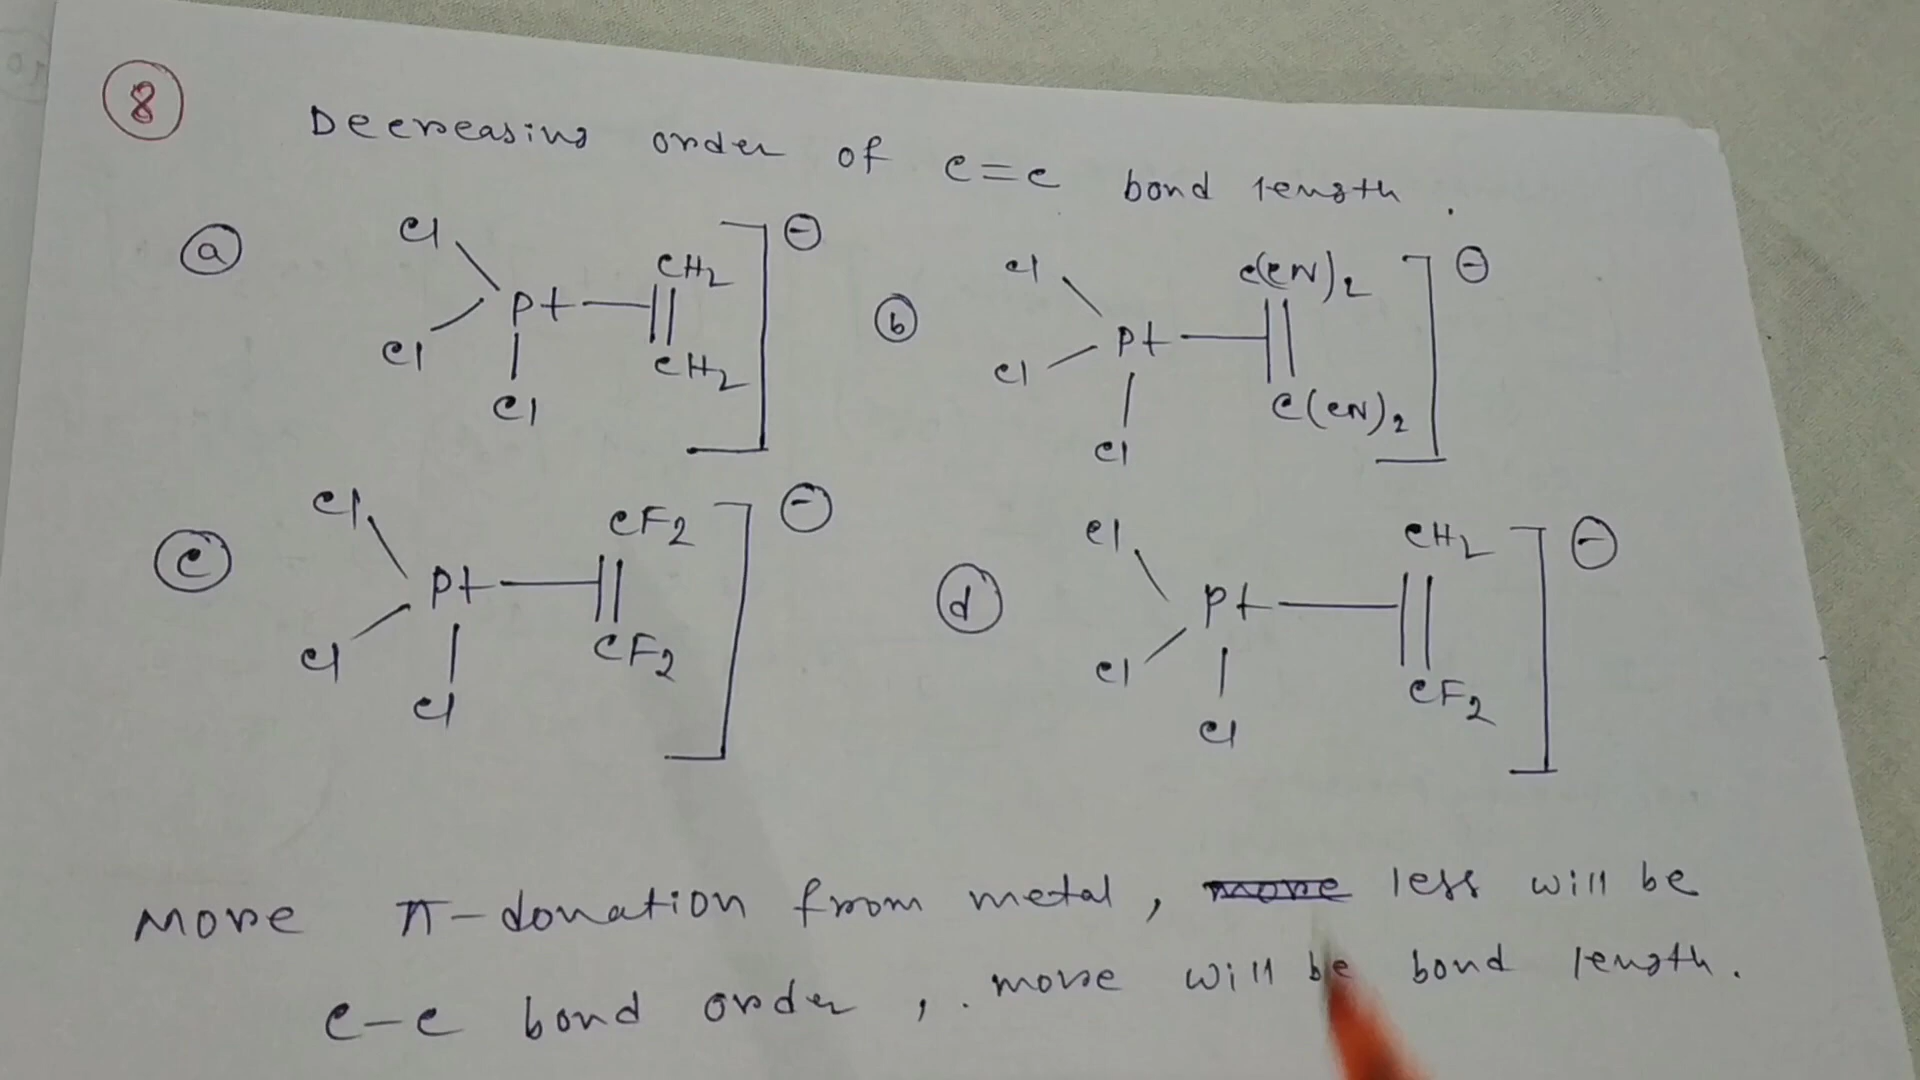 8 Decreasing order of c=c bond length.
a Cl Cl Pt Cl CH2 CH2 ⊖
b Cl Cl Pt Cl C(CN)2 C(CN)2 ⊖
c Cl Cl Pt Cl CF2 CF2 ⊖
d Cl Cl Pt Cl CH2 CF2 ⊖
More π-donation from metal, more less will be
c-c bond order, more will be bond length.